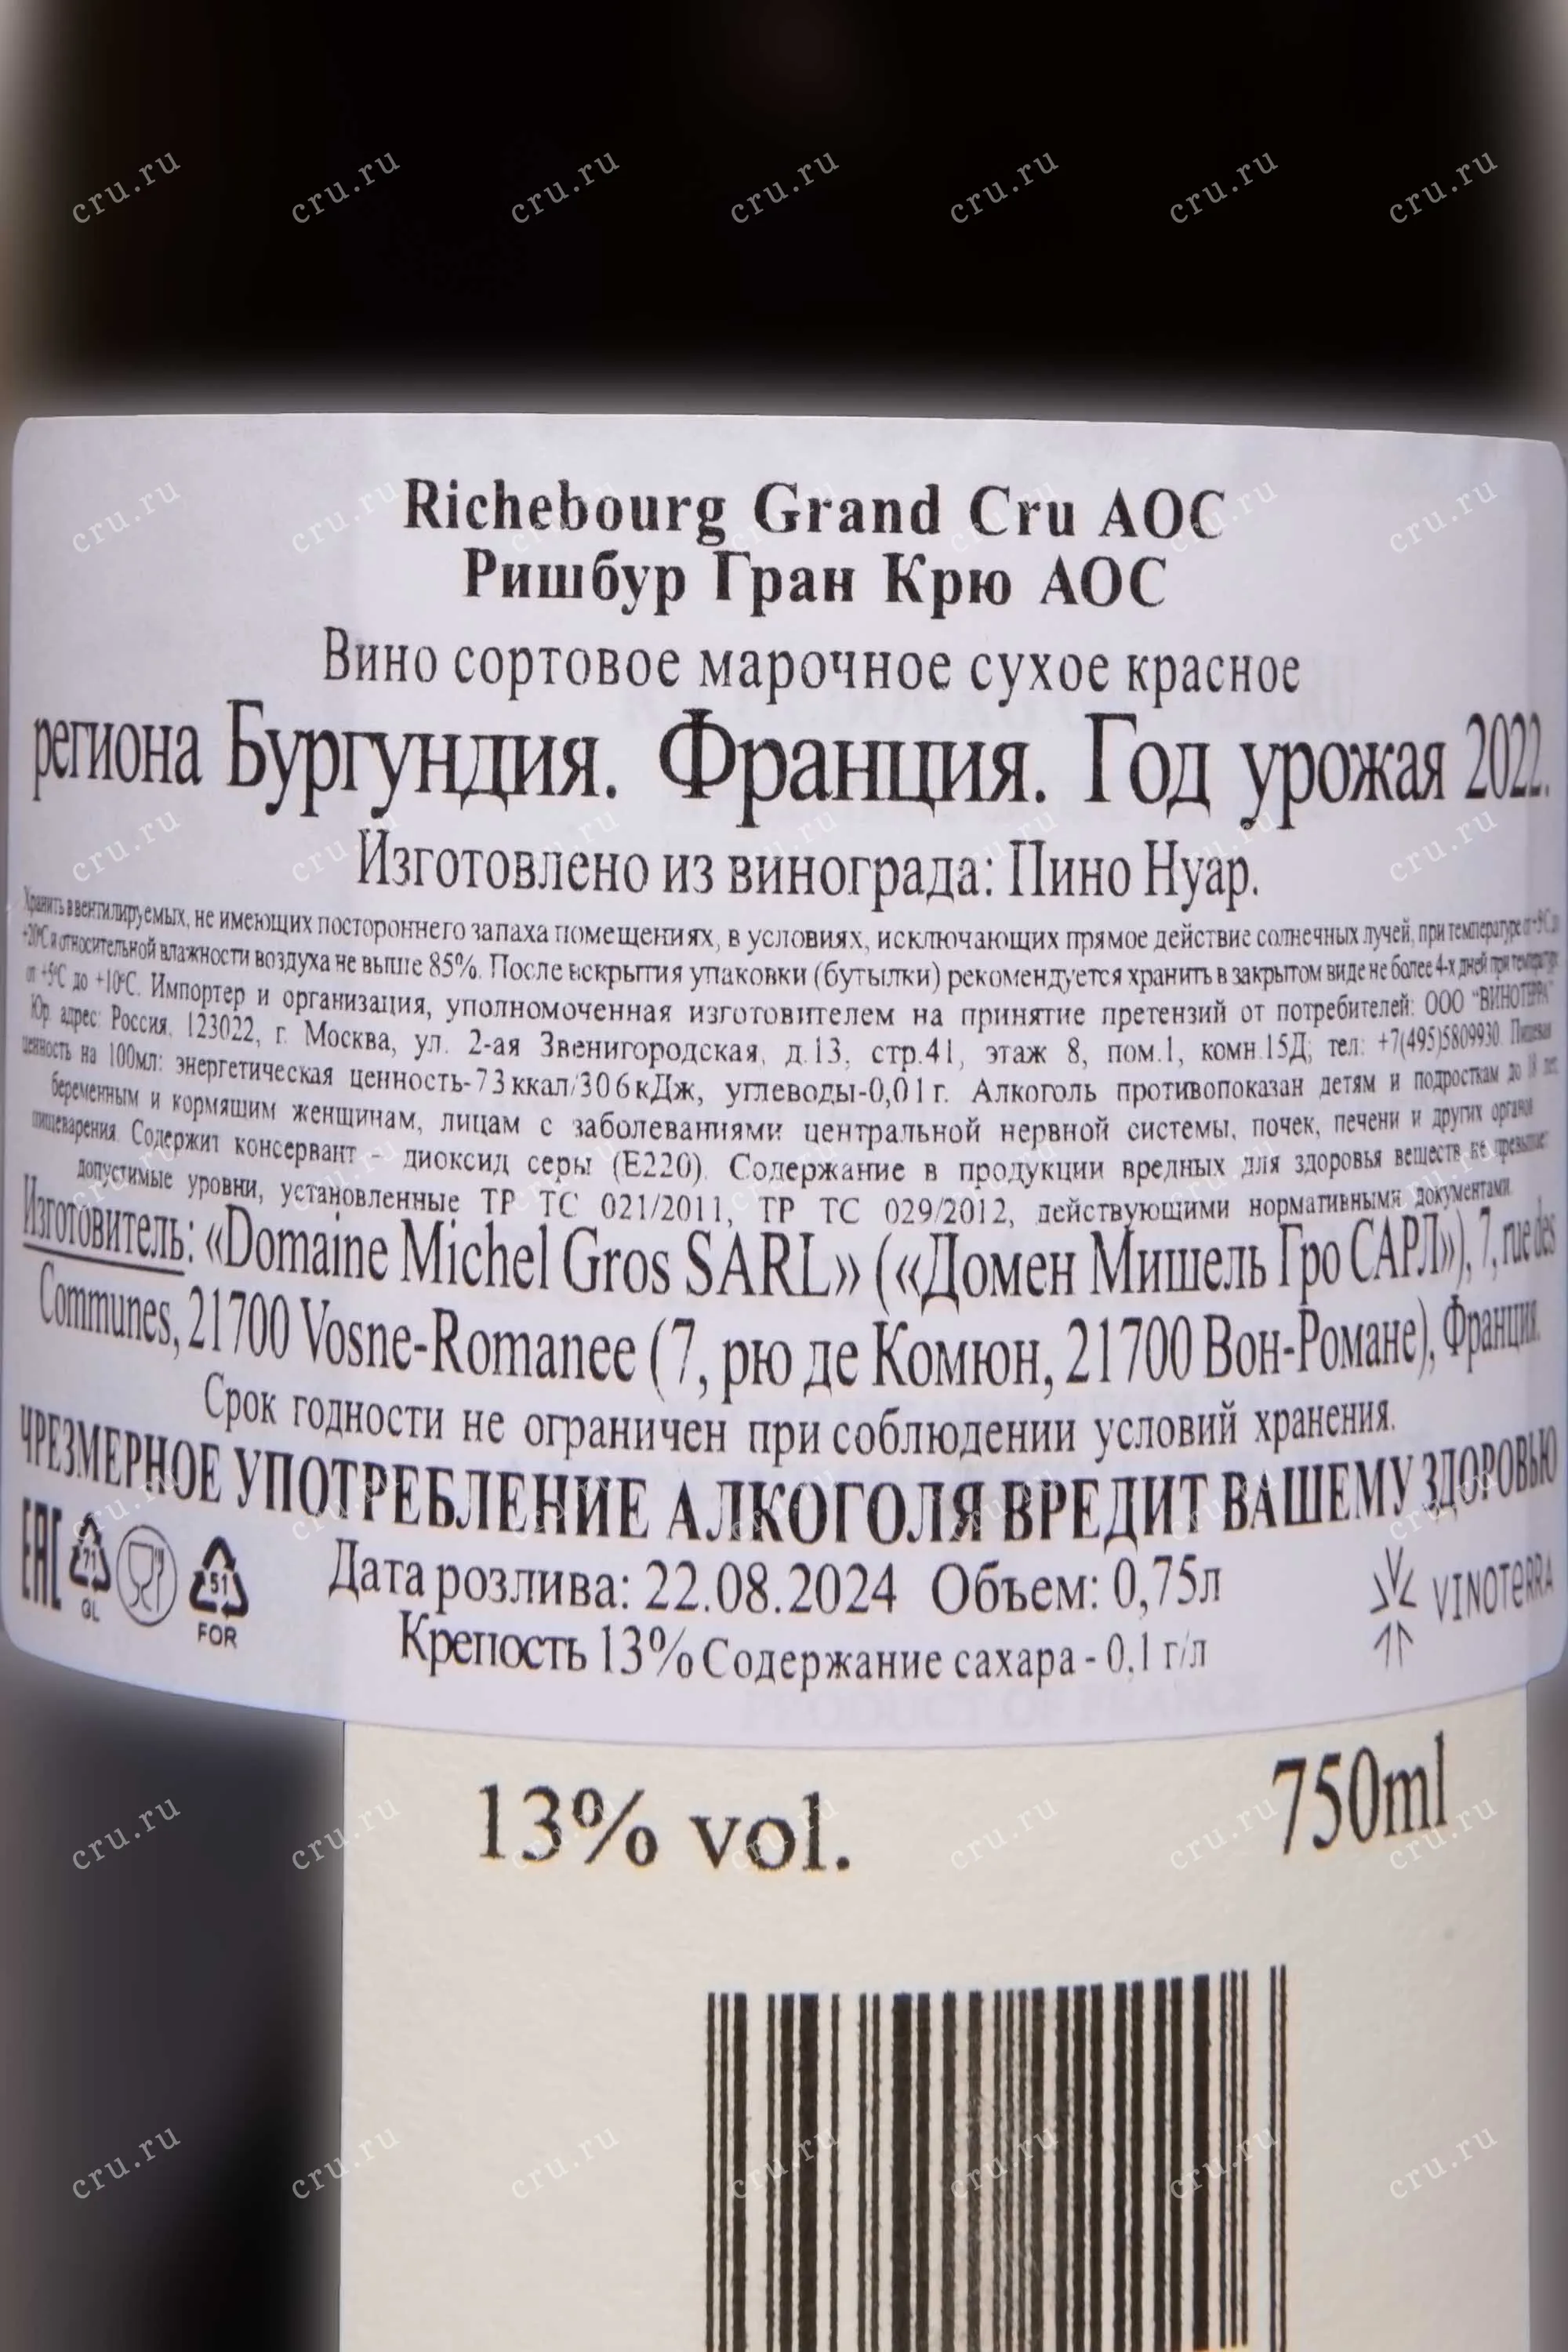 Richebourg Grand Cru AOC
Ришбур Гран Крю АОС
Вино сортовое марочное сухое красное
региона Бургундия. Франция. Год урожая 2022.
Изготовлено из винограда: Пино Нуар.
Хранить в вентилируемых, не имеющих постороннего запаха помещениях, в условиях, исключающих прямое действие солнечных лучей, при температуре от +5°С до
+20°С и относительной влажности воздуха не выше 85%. После вскрытия упаковки (бутылки) рекомендуется хранить в закрытом виде не более 4-х дней при температуре
от +5°С до +10°С. Импортер и организация, уполномоченная изготовителем на принятие претензий от потребителей: ООО "ВИНОТЕРРА"
Юр. адрес: Россия, 123022, г. Москва, ул. 2-ая Звенигородская, д.13, стр.41, этаж 8, пом.1, комн.15Д; тел: +7(495)5809930. Пищевая
ценность на 100мл: энергетическая ценность-73ккал/306кДж, углеводы-0,01г. Алкоголь противопоказан детям и подросткам до 18 лет,
беременным и кормящим женщинам, лицам с заболеваниями центральной нервной системы, почек, печени и других органов
пищеварения. Содержит консервант - диоксид серы (Е220). Содержание в продукции вредных для здоровья веществ не превышает
допустимые уровни, установленные ТР ТС 021/2011, ТР ТС 029/2012, действующими нормативными документами.
Изготовитель: «Domaine Michel Gros SARL» («Домен Мишель Гро САРЛ»), 7, rue des
Communes, 21700 Vosne-Romanee (7, рю де Комюн, 21700 Вон-Романе), Франция.
Срок годности не ограничен при соблюдении условий хранения.
ЧРЕЗМЕРНОЕ УПОТРЕБЛЕНИЕ АЛКОГОЛЯ ВРЕДИТ ВАШЕМУ ЗДОРОВЬЮ
EAC 71 GL 51 FOR
Дата розлива: 22.08.2024 Объем: 0,75л
Крепость 13% Содержание сахара - 0,1 г/л
VINOTeRRA
PRODUCT OF FRANCE
13% vol. 750ml
cru.ru